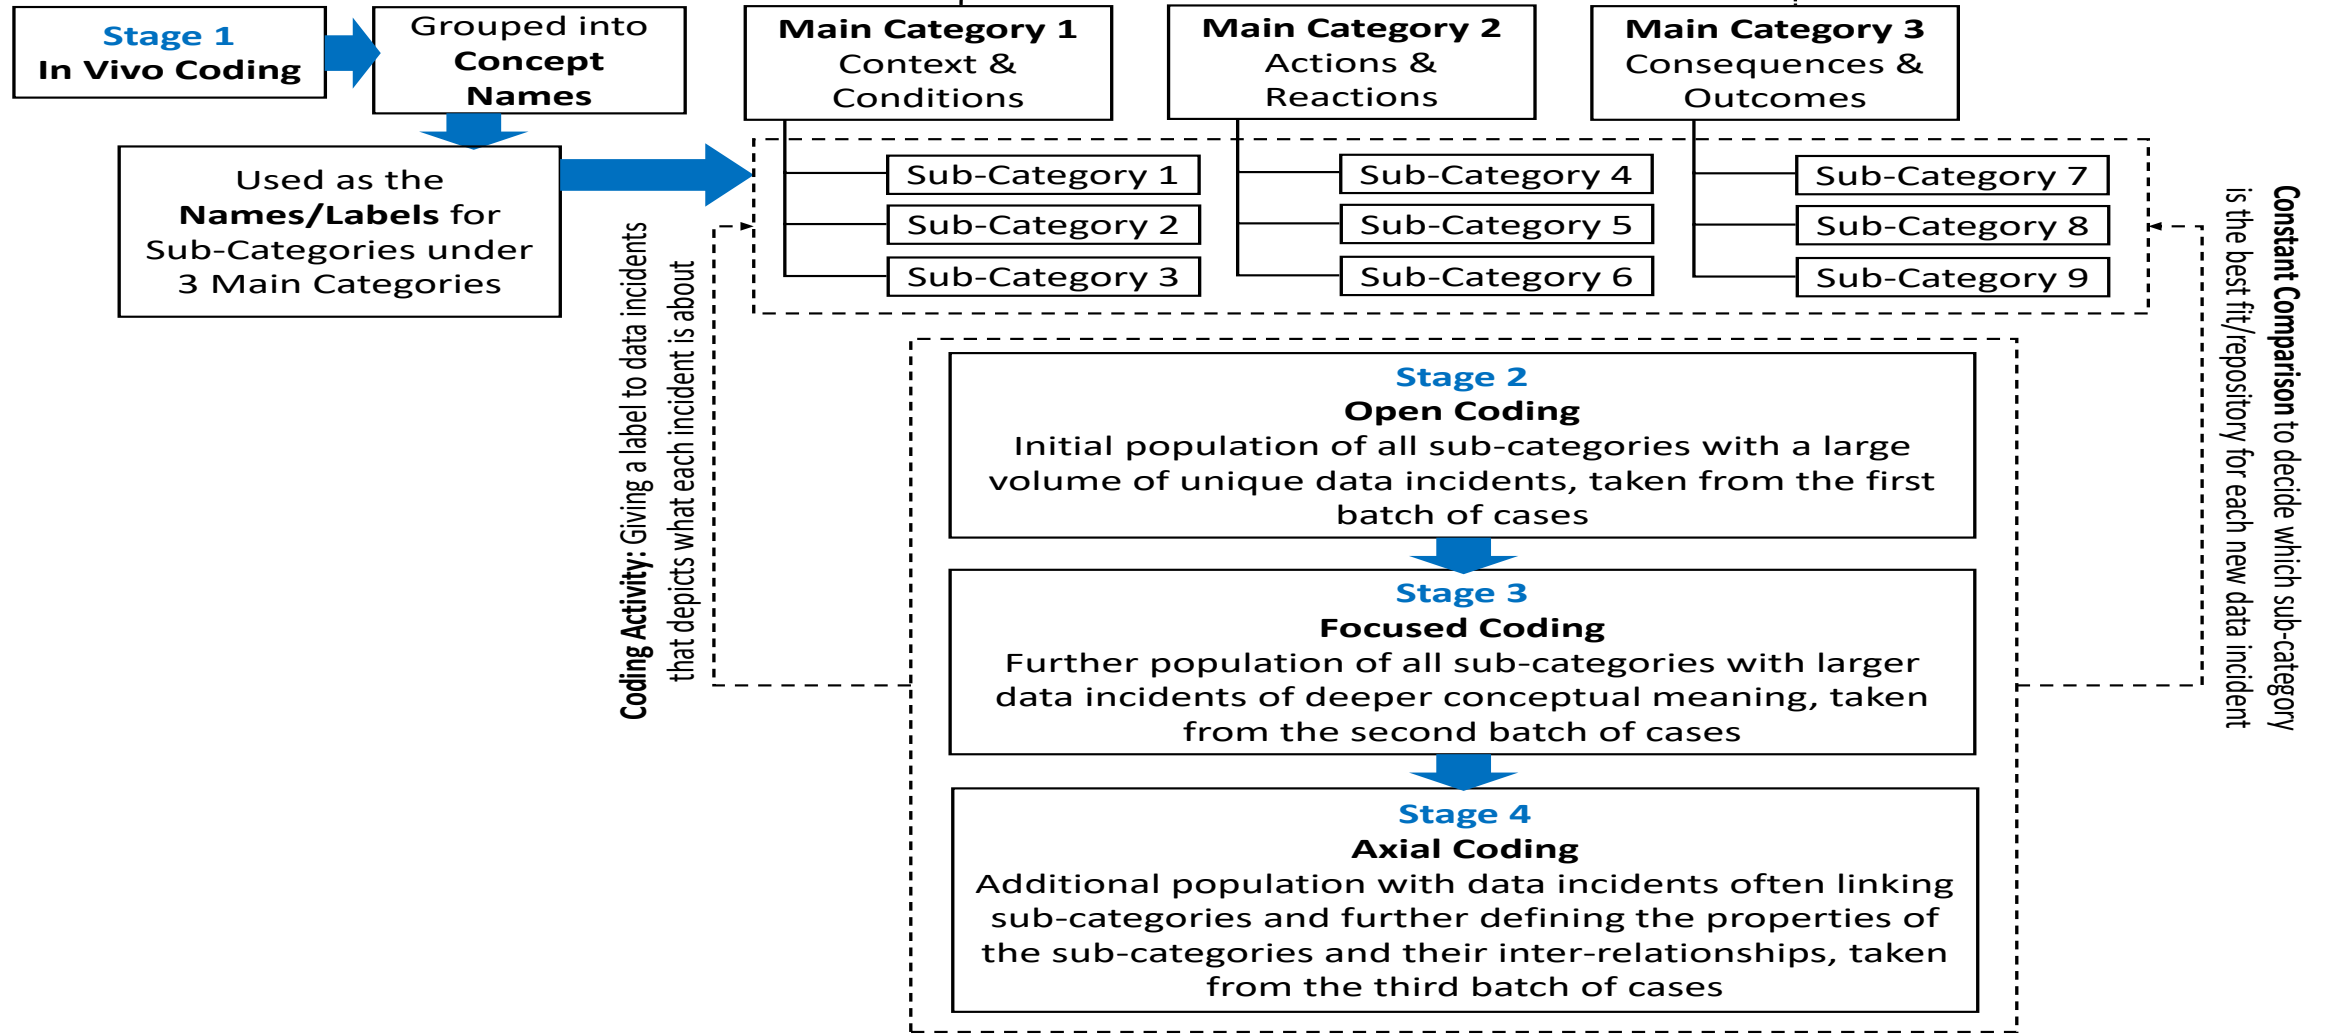 Stage 1
In Vivo Coding
Grouped into
Concept
Names
Used as the
Names/Labels for
Sub-Categories under
3 Main Categories
Main Category 1
Context &
Conditions
Main Category 2
Actions &
Reactions
Main Category 3
Consequences &
Outcomes
Sub-Category 1
Sub-Category 2
Sub-Category 3
Sub-Category 4
Sub-Category 5
Sub-Category 6
Sub-Category 7
Sub-Category 8
Sub-Category 9
Coding Activity: Giving a label to data incidents
that depicts what each incident is about
Stage 2
Open Coding
Initial population of all sub-categories with a large
volume of unique data incidents, taken from the first
batch of cases
Stage 3
Focused Coding
Further population of all sub-categories with larger
data incidents of deeper conceptual meaning, taken
from the second batch of cases
Stage 4
Axial Coding
Additional population with data incidents often linking
sub-categories and further defining the properties of
the sub-categories and their inter-relationships, taken
from the third batch of cases
Constant Comparison to decide which sub-category
is the best fit/repository for each new data incident